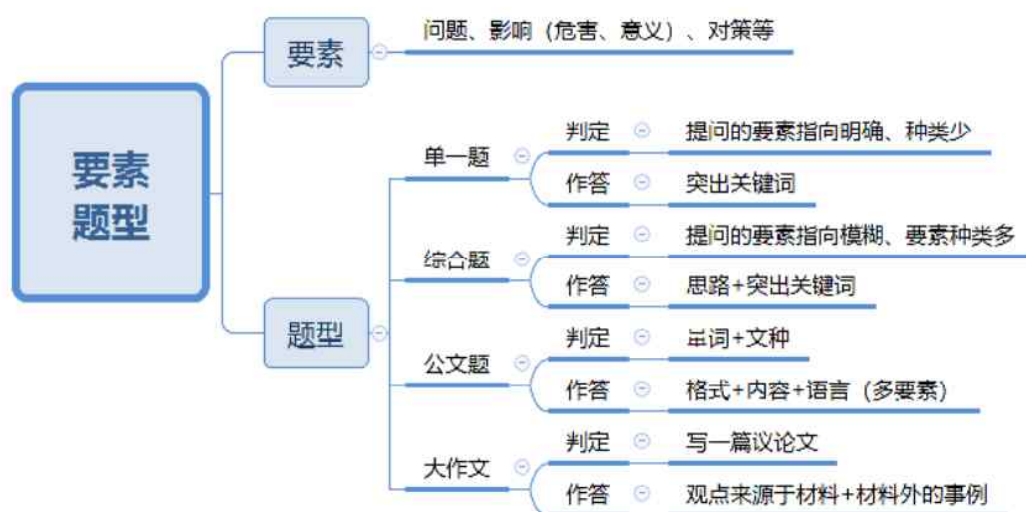 要素
题型
要素
问题、影响（危害、意义）、对策等
题型
单一题
判定
提问的要素指向明确、种类少
作答
突出关键词
综合题
判定
提问的要素指向模糊、要素种类多
作答
思路+突出关键词
公文题
判定
词+文种
作答
格式+内容+语言（多要素）
大作文
判定
写一篇议论文
作答
观点来源于材料+材料外的事例